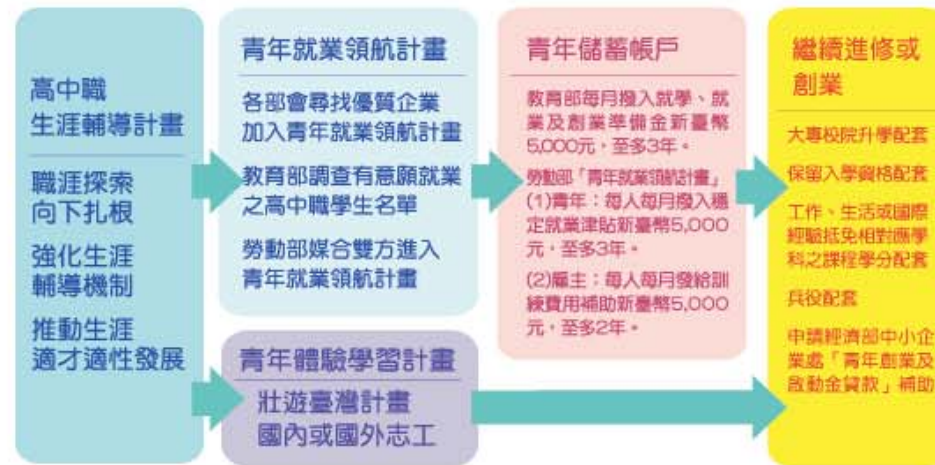 高中職
生涯輔導計畫
職涯探索
向下扎根
強化生涯
輔導機制
推動生涯
適才適性發展
青年就業領航計畫
各部會尋找優質企業
加入青年就業領航計畫
教育部調查有意願就業
之高中職學生名單
勞動部媒合雙方進入
青年就業領航計畫
青年體驗學習計畫
壯遊臺灣計畫
國內或國外志工
青年儲蓄帳戶
教育部每月撥入就學、就
業及創業準備金新臺幣
5,000元,至多3年。
勞動部「青年就業領航計畫」
(1)青年:每人每月撥入穩
定就業津貼新臺幣5,000
元,至多3年。
(2)雇主:每人每月發給訓
練費用補助新臺幣5,000
元,至多2年。
繼續進修或
創業
大專校院升學配套
保留入學資格配套
工作、生活或國際
經驗抵免相對應學
科之課程學分配套
兵役配套
申請經濟部中小企
業處「青年創業及
啟動金貸款」補助